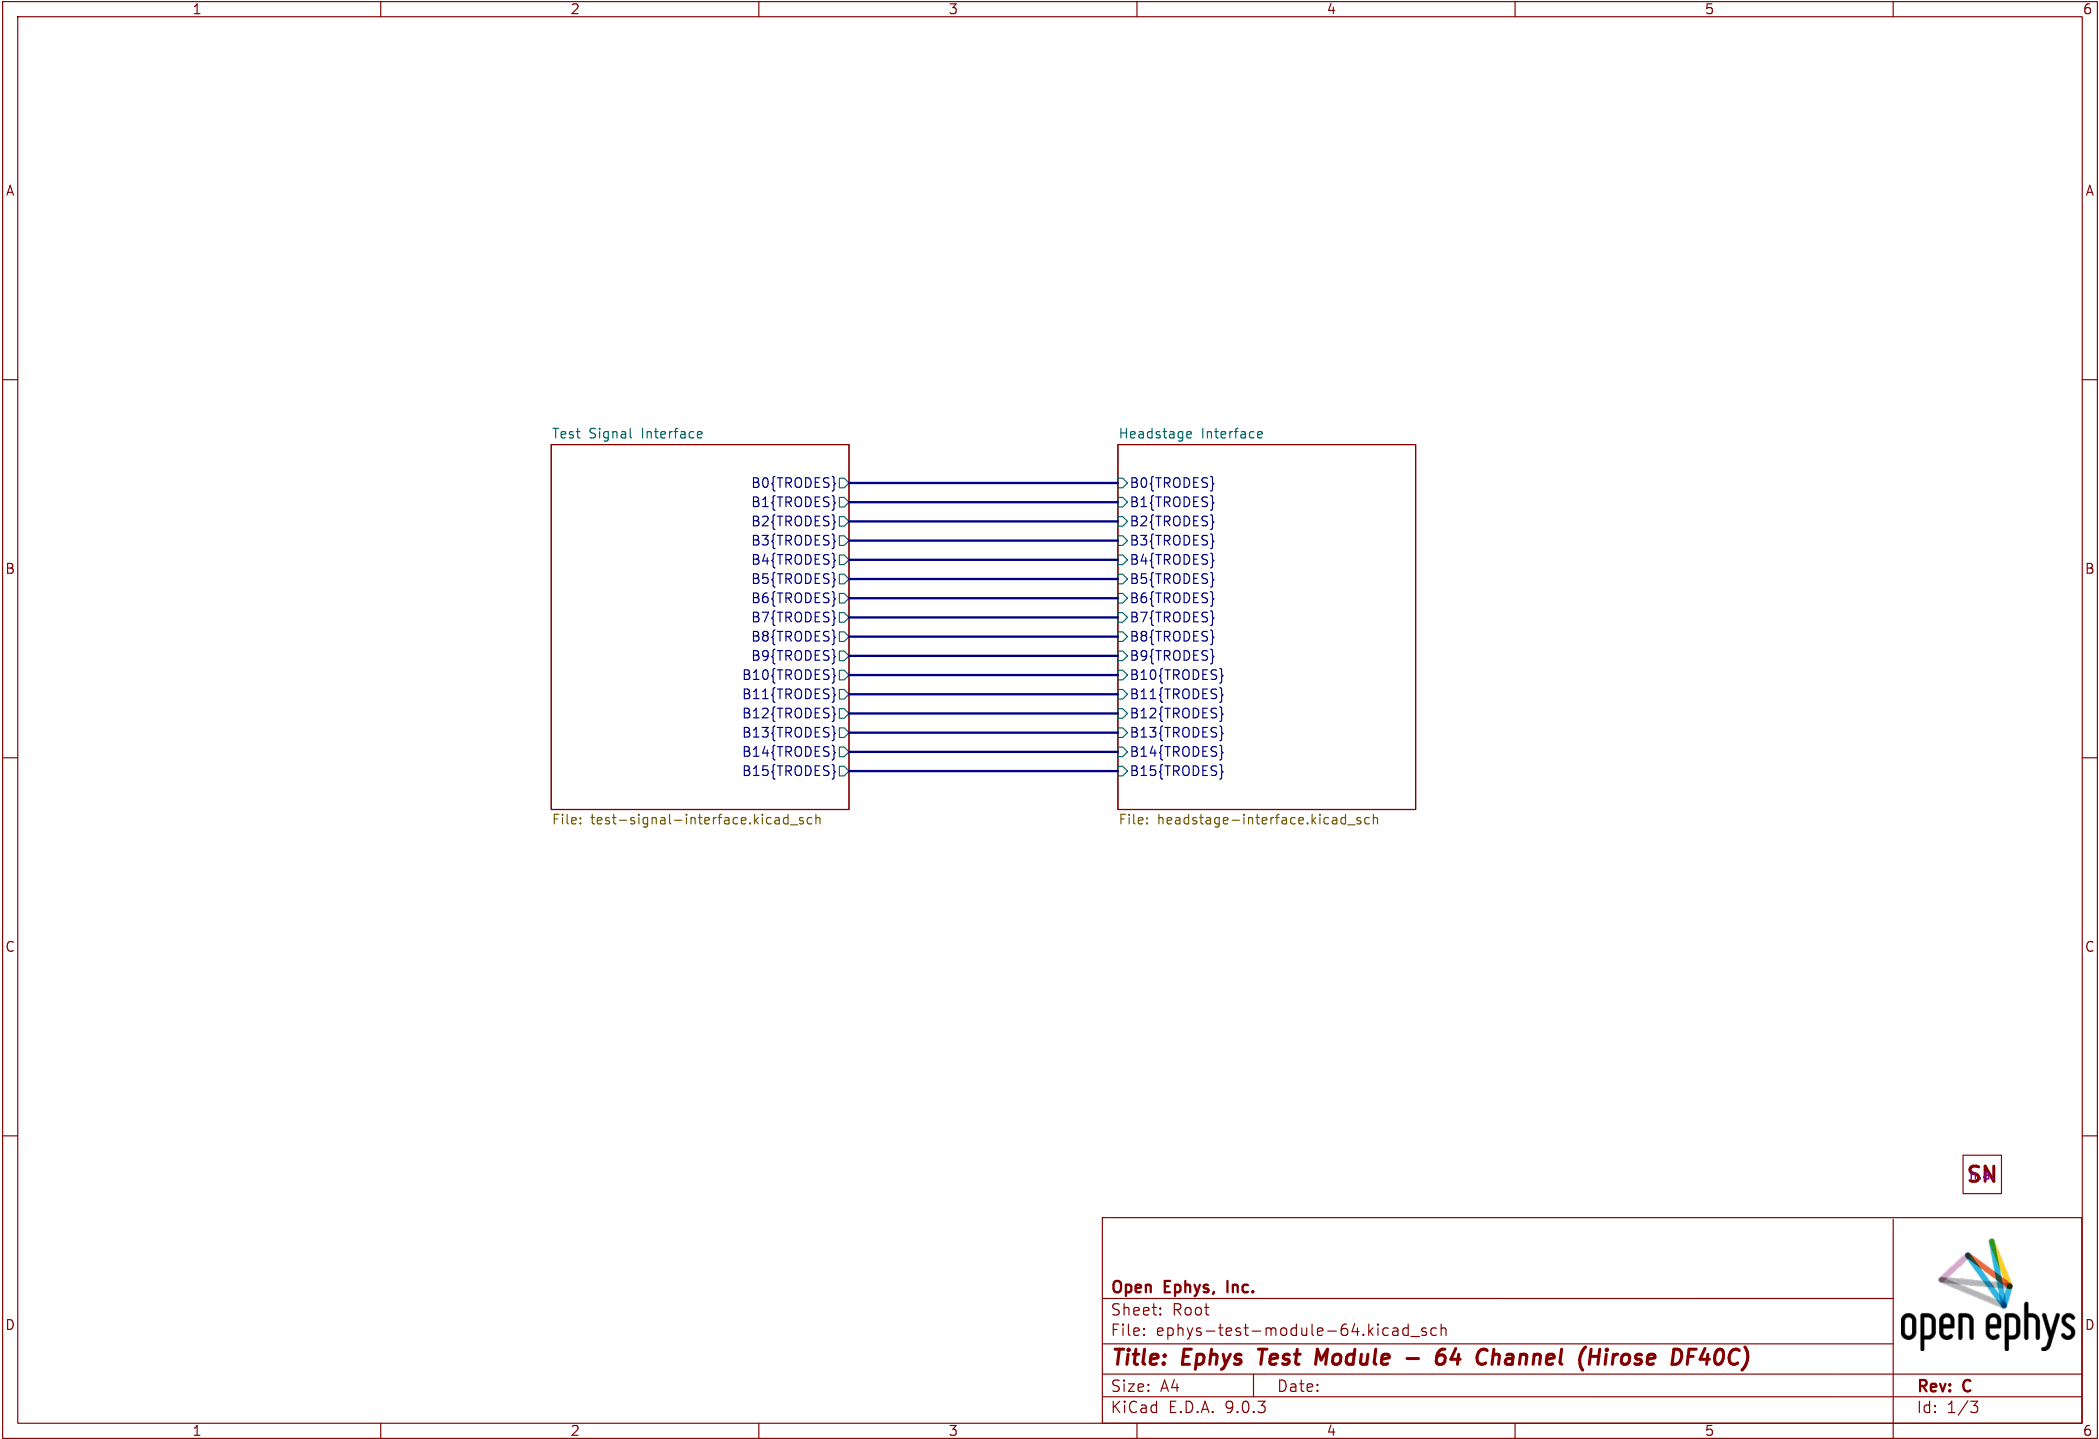 1 2 3 4 5 6
A A
Test Signal Interface Headstage Interface
B0{TRODES} B0{TRODES}
B1{TRODES} B1{TRODES}
B2{TRODES} B2{TRODES}
B3{TRODES} B3{TRODES}
B4{TRODES} B4{TRODES}
B B
B5{TRODES} B5{TRODES}
B6{TRODES} B6{TRODES}
B7{TRODES} B7{TRODES}
B8{TRODES} B8{TRODES}
B9{TRODES} B9{TRODES}
B10{TRODES} B10{TRODES}
B11{TRODES} B11{TRODES}
B12{TRODES} B12{TRODES}
B13{TRODES} B13{TRODES}
B14{TRODES} B14{TRODES}
B15{TRODES} B15{TRODES}
File: test-signal-interface.kicad_sch File: headstage-interface.kicad_sch
C C
SN
Open Ephys, Inc.
Sheet: Root
File: ephys-test-module-64.kicad_sch
open ephys
D D
Title: Ephys Test Module - 64 Channel (Hirose DF40C)
Size: A4 Date: Rev: C
KiCad E.D.A. 9.0.3 Id: 1/3
1 2 3 4 5 6